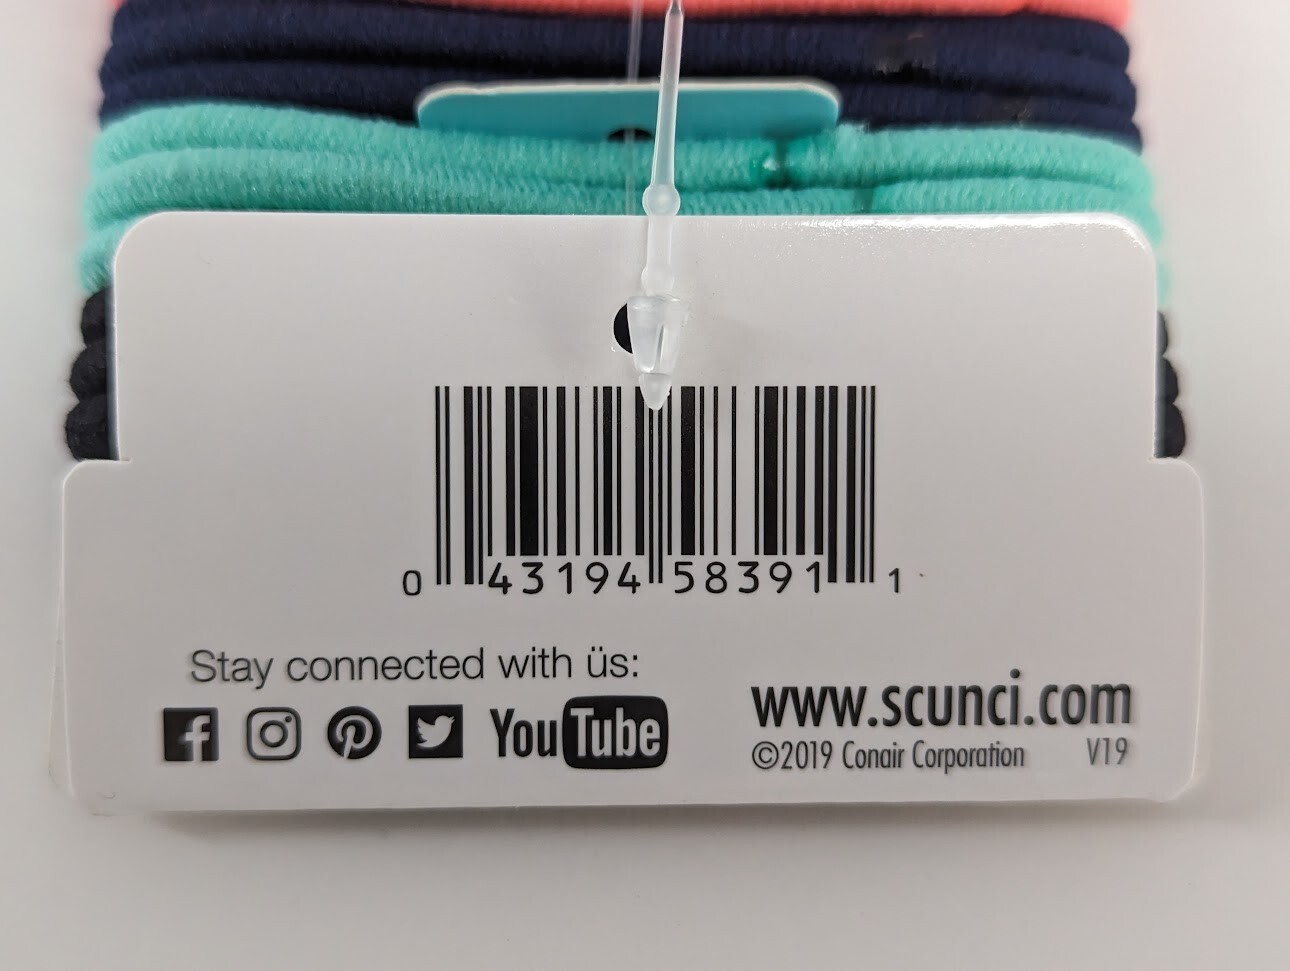 0 43194 58391 1
Stay connected with üs:
YouTube
www.scunci.com
©2019 Conair Corporation V19